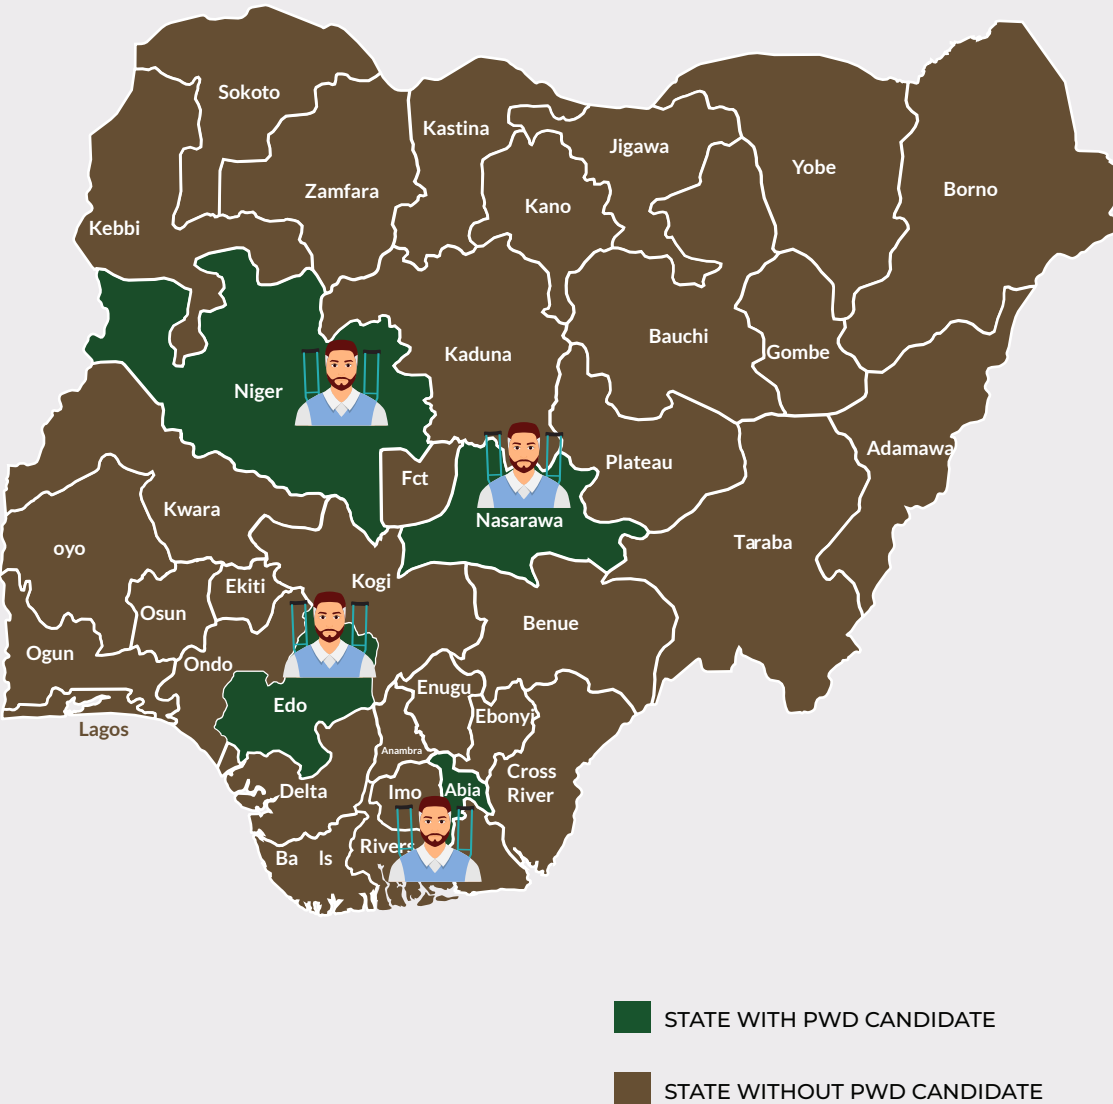 Sokoto
Kastina
Jigawa
Yobe
Borno
Zamfara
Kano
Kebbi
Bauchi
Gombe
Kaduna
Niger
Adamawa
Plateau
Fct
Kwara
Nasarawa
Taraba
oyo
Kogi
Ekiti
Osun
Benue
Ogun
Ondo
Enugu
Edo
Ebonyi
Lagos
Anambra
Cross
River
Delta
Imo
Abia
Rivers
Ba Is
STATE WITH PWD CANDIDATE
STATE WITHOUT PWD CANDIDATE